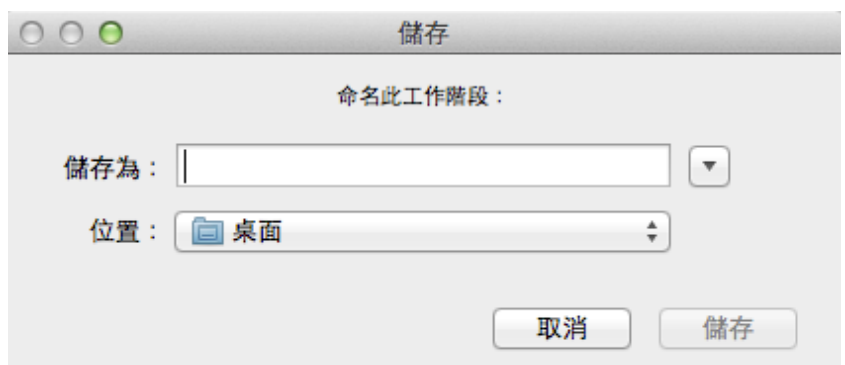 儲存
命名此工作階段：
儲存為：
位置： 桌面
取消 儲存